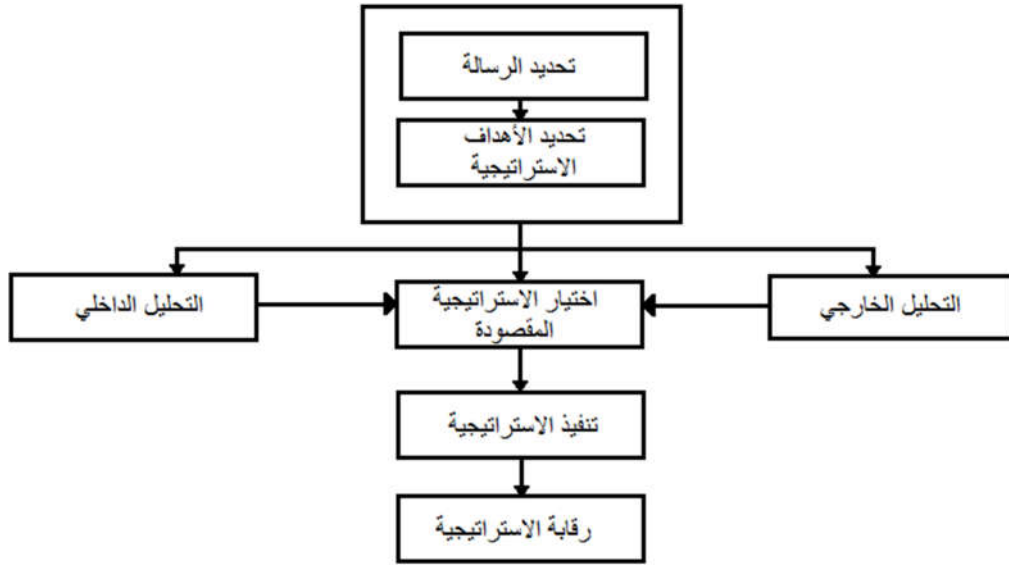 تحديد الرسالة
تحديد الأهداف
الاستراتيجية
التحليل الخارجي
اختيار الاستراتيجية
المقصودة
التحليل الداخلي
تنفيذ الاستراتيجية
رقابة الاستراتيجية